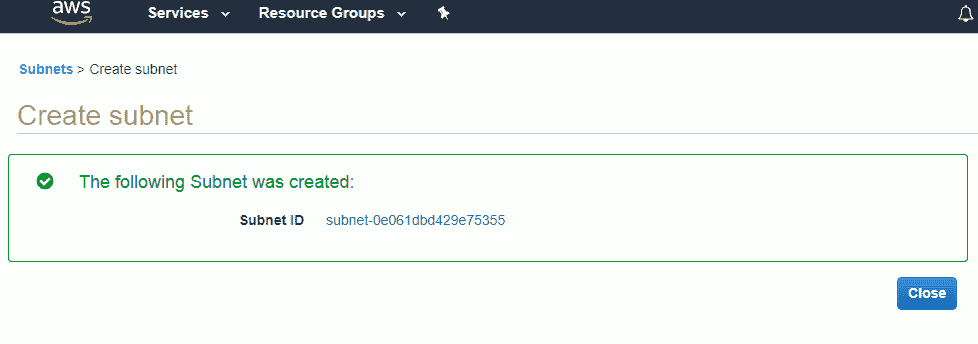 aws Services Resource Groups
Subnets > Create subnet
Create subnet
The following Subnet was created:
Subnet ID subnet-0e061dbd429e75355
Close